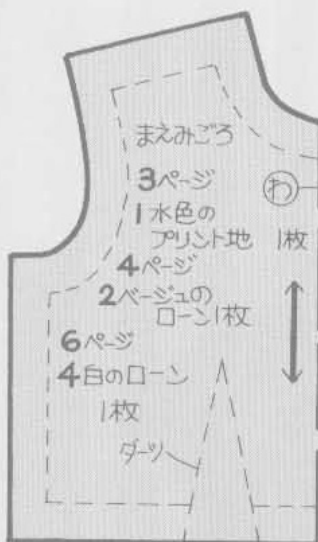 まえみごろ
3ページ
わ
1水色の
プリント地 1枚
4ページ
2ベージュの
ローン1枚
6ページ
4白のローン
1枚
ダーツ